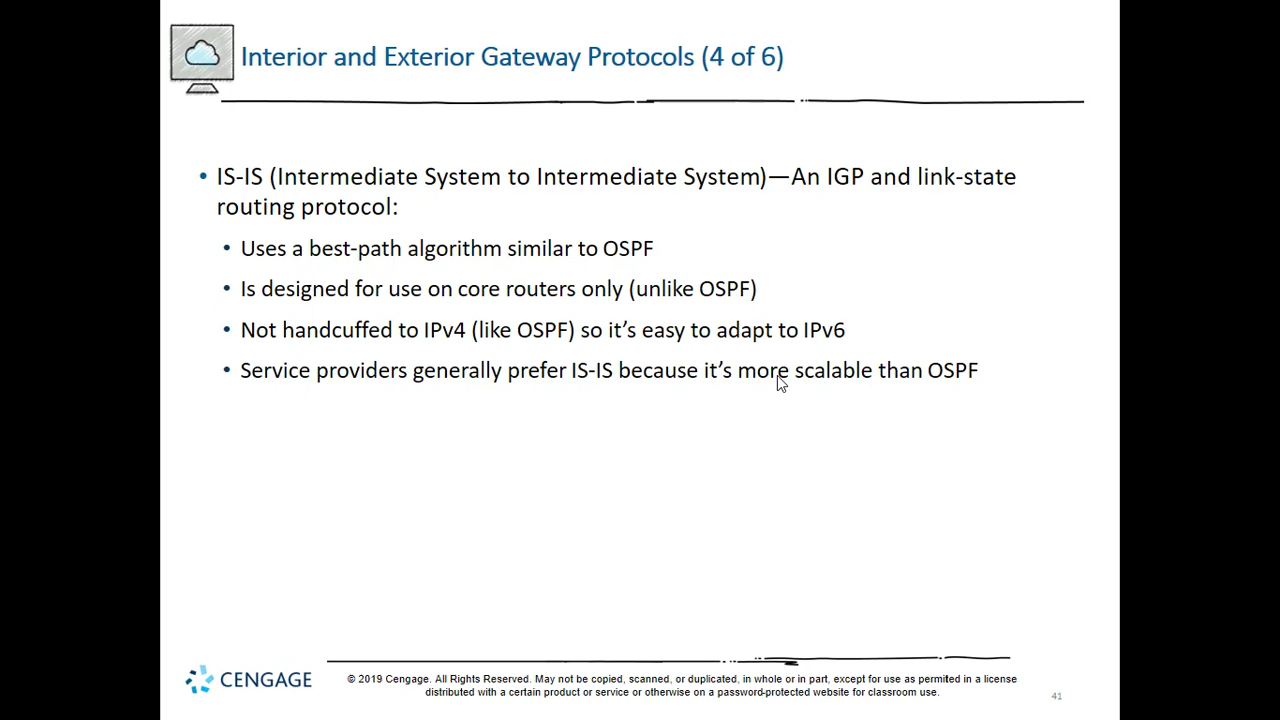 Interior and Exterior Gateway Protocols (4 of 6)
• IS-IS (Intermediate System to Intermediate System)—An IGP and link-state
routing protocol:
• Uses a best-path algorithm similar to OSPF
• Is designed for use on core routers only (unlike OSPF)
• Not handcuffed to IPv4 (like OSPF) so it’s easy to adapt to IPv6
• Service providers generally prefer IS-IS because it’s more scalable than OSPF
CENGAGE
© 2019 Cengage. All Rights Reserved. May not be copied, scanned, or duplicated, in whole or in part, except for use as permitted in a license
distributed with a certain product or service or otherwise on a password-protected website for classroom use.
41